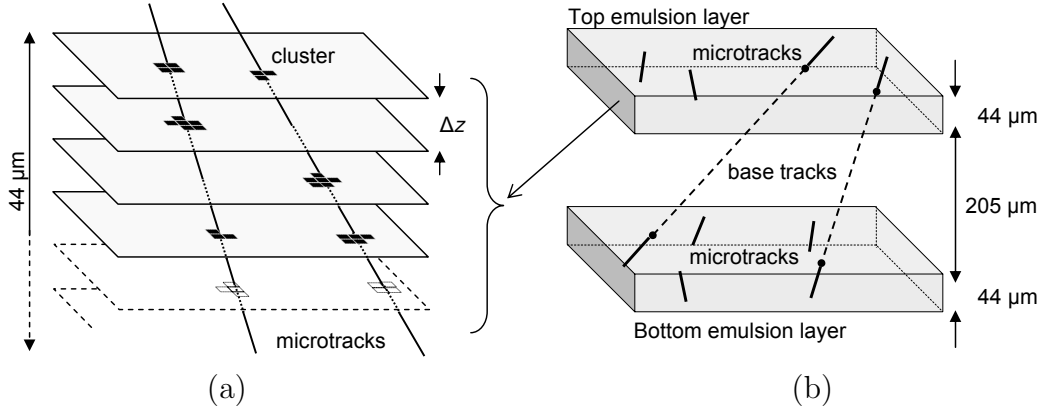 44 μm
cluster
Δz
microtracks
(a)
Top emulsion layer
microtracks
44 μm
base tracks
205 μm
microtracks
44 μm
Bottom emulsion layer
(b)